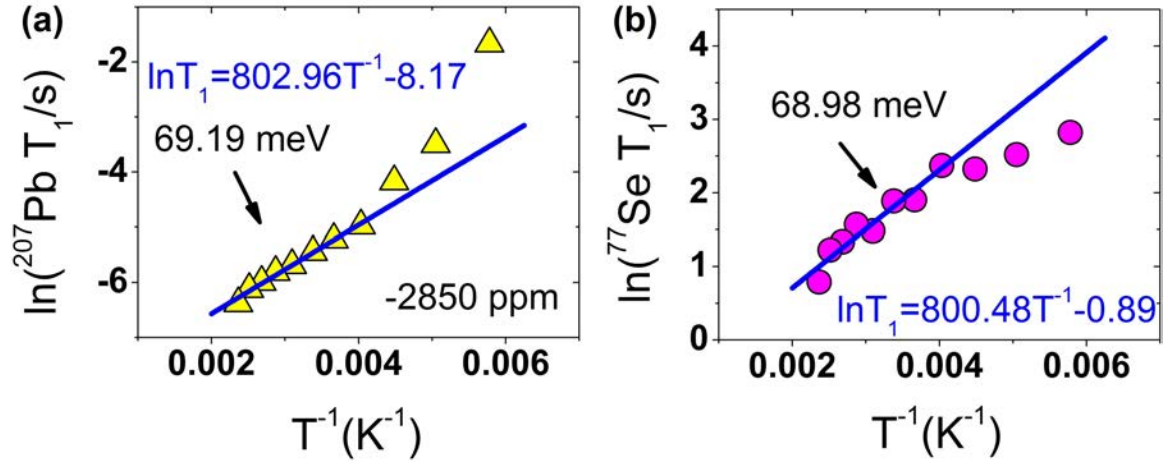 (a)
ln(²⁰⁷Pb T₁/s)
-2
-4
-6
lnT₁=802.96T⁻¹-8.17
69.19 meV
-2850 ppm
0.002
0.004
0.006
T⁻¹(K⁻¹)
(b)
ln(⁷⁷Se T₁/s)
4
3
2
1
0
68.98 meV
lnT₁=800.48T⁻¹-0.89
0.002
0.004
0.006
T⁻¹(K⁻¹)